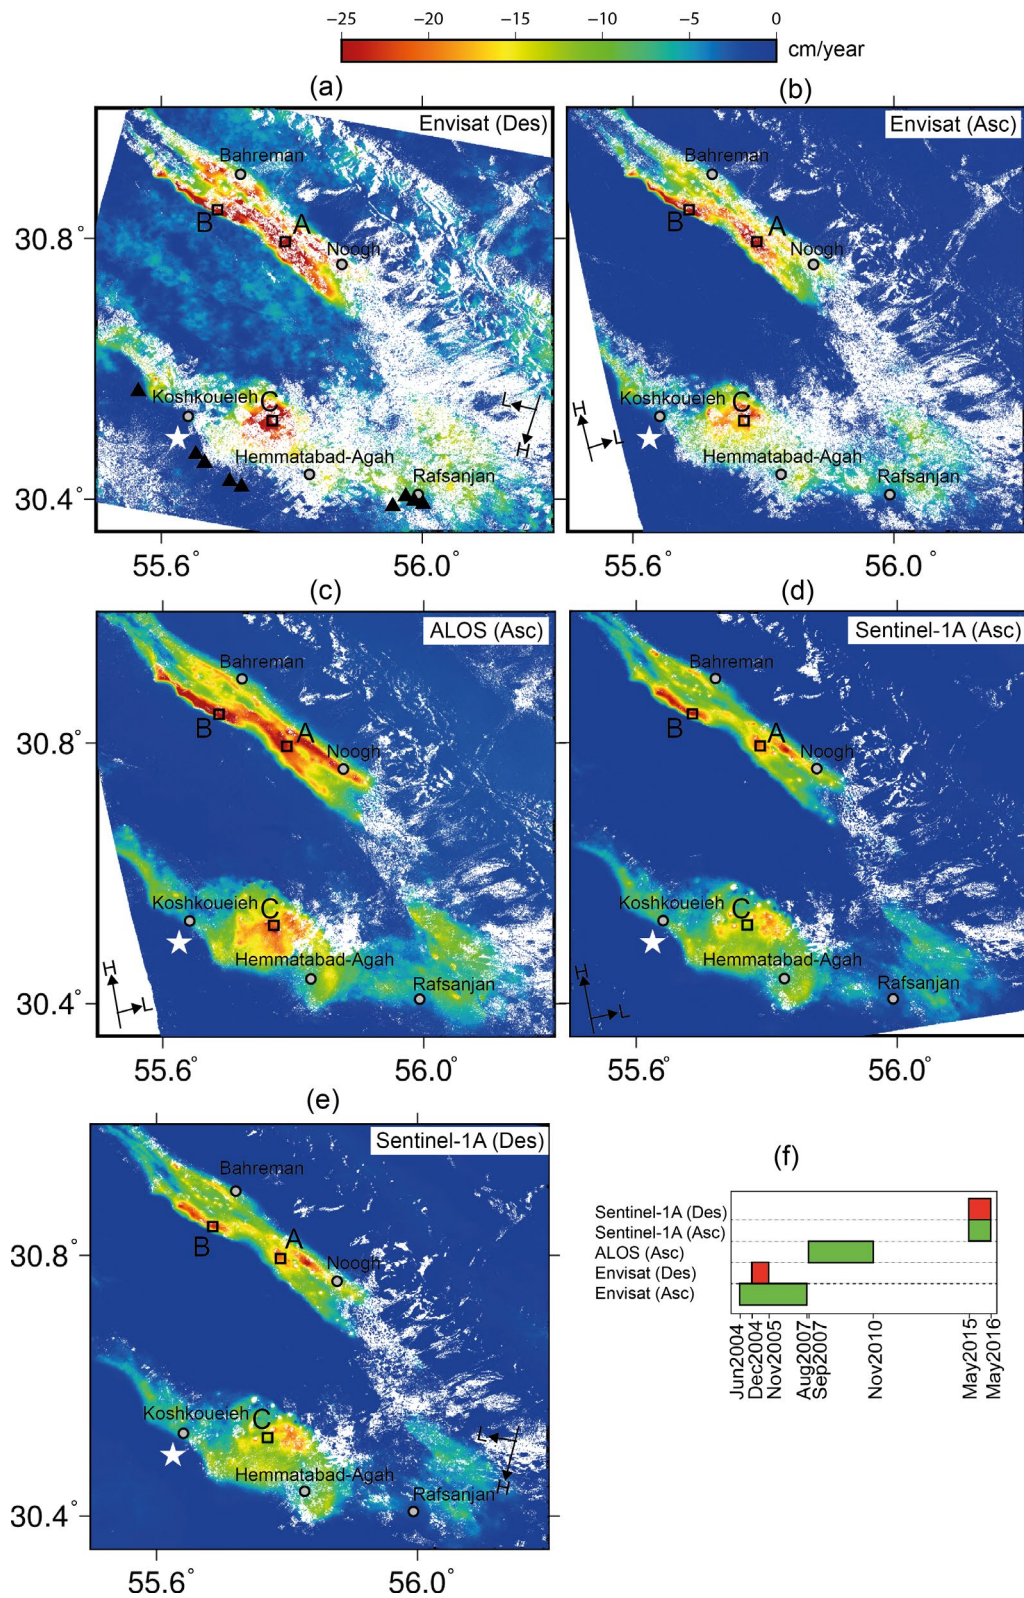 −25 −20 −15 −10 −5 0
cm/year
(a)
Envisat (Des)
Bahreman
B
A
Noogh
30.8°
Koshkoueieh
C
L
H
Hemmatabad-Agah
Rafsanjan
30.4°
55.6° 56.0°
(b)
Envisat (Asc)
Bahreman
B
A
Noogh
Koshkoueieh
C
H
L
Hemmatabad-Agah
Rafsanjan
55.6° 56.0°
(c)
ALOS (Asc)
Bahreman
B
A
Noogh
30.8°
Koshkoueieh
C
H
L
Hemmatabad-Agah
Rafsanjan
30.4°
55.6° 56.0°
(d)
Sentinel-1A (Asc)
Bahreman
B
A
Noogh
Koshkoueieh
C
H
L
Hemmatabad-Agah
Rafsanjan
55.6° 56.0°
(e)
Sentinel-1A (Des)
Bahreman
B
A
Noogh
30.8°
Koshkoueieh
C
L
H
Hemmatabad-Agah
Rafsanjan
30.4°
55.6° 56.0°
(f)
Sentinel-1A (Des)
Sentinel-1A (Asc)
ALOS (Asc)
Envisat (Des)
Envisat (Asc)
Jun2004
Dec2004
Nov2005
Aug2007
Sep2007
Nov2010
May2015
May2016